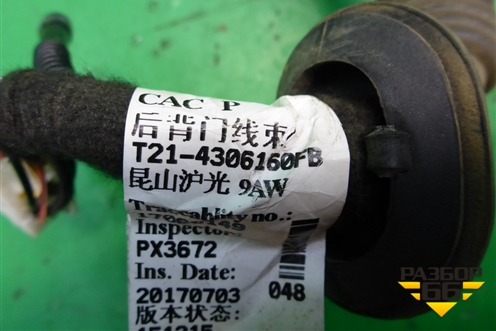 CAC P
后背门线束
T21-4306160FB
昆山沪光 9AW
Traceablity no.:
Inspector:
PX3672
Ins. Date:
20170703 048
版本状态:
РАЗБОР
66